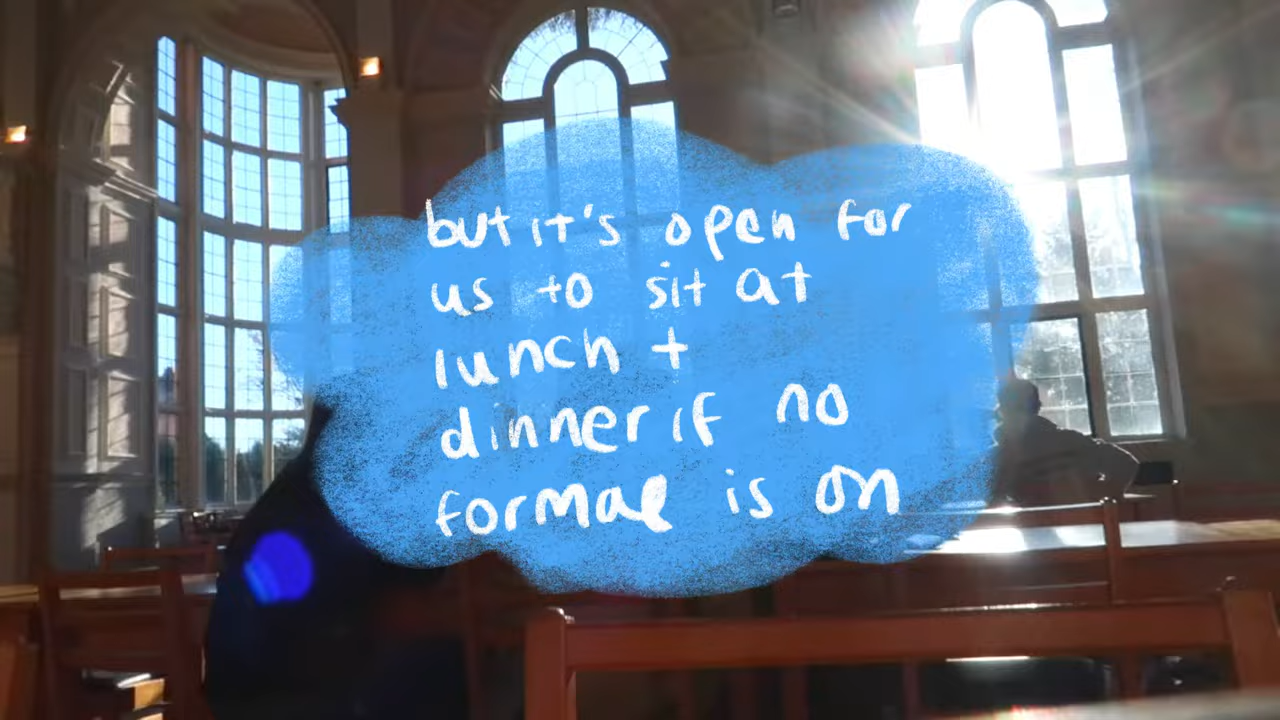 but it's open for
us to sit at
lunch +
dinner if no
formal is on